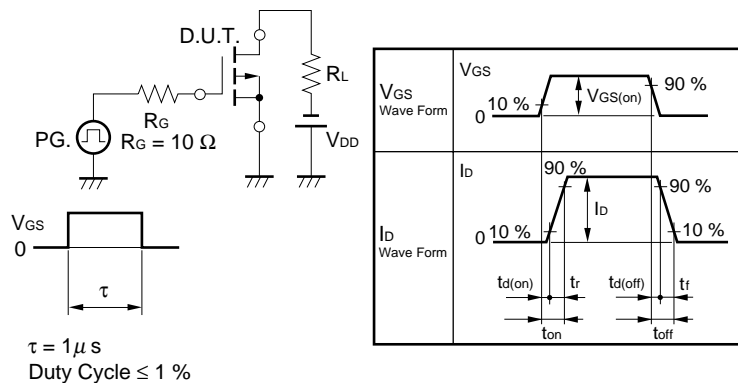 D.U.T.
RL
RG
PG.
RG = 10 Ω
VDD
VGS
0
τ
τ = 1µ s
Duty Cycle ≤ 1 %
VGS
Wave Form
VGS
10 %
0
VGS(on)
90 %
ID
Wave Form
ID
90 %
90 %
ID
0
10 %
10 %
td(on)
tr
td(off)
tf
ton
toff